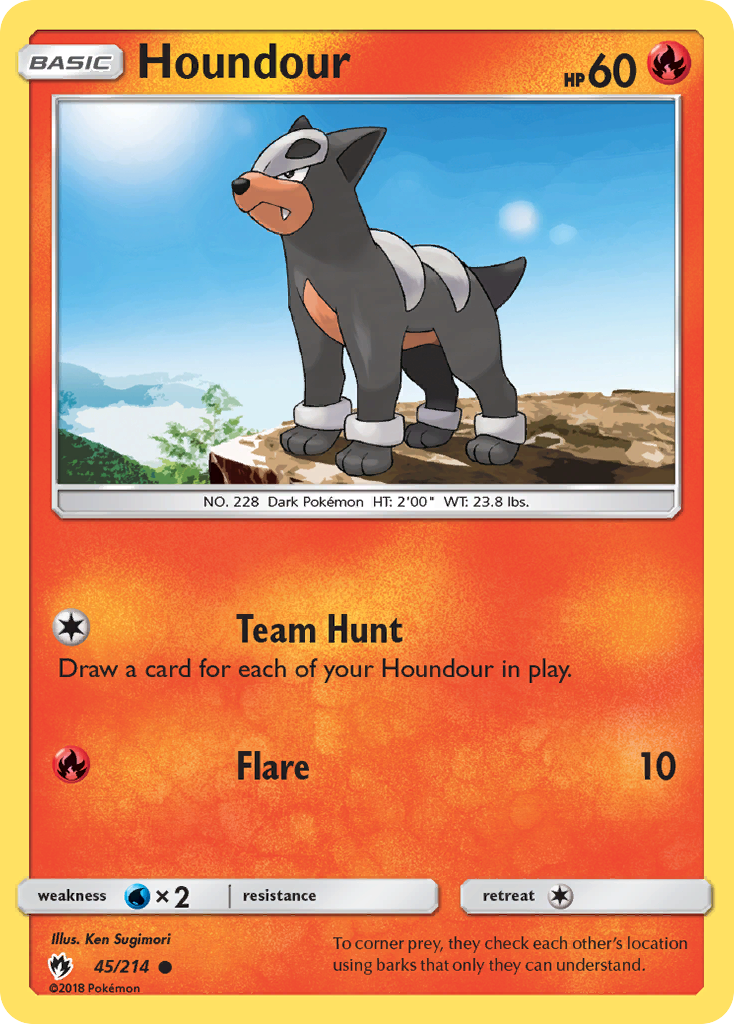 BASIC Houndour HP 60
NO. 228 Dark Pokémon HT: 2'00" WT: 23.8 lbs.
Team Hunt
Draw a card for each of your Houndour in play.
Flare 10
weakness ×2 resistance retreat
Illus. Ken Sugimori
45/214
©2018 Pokémon
To corner prey, they check each other's location
using barks that only they can understand.